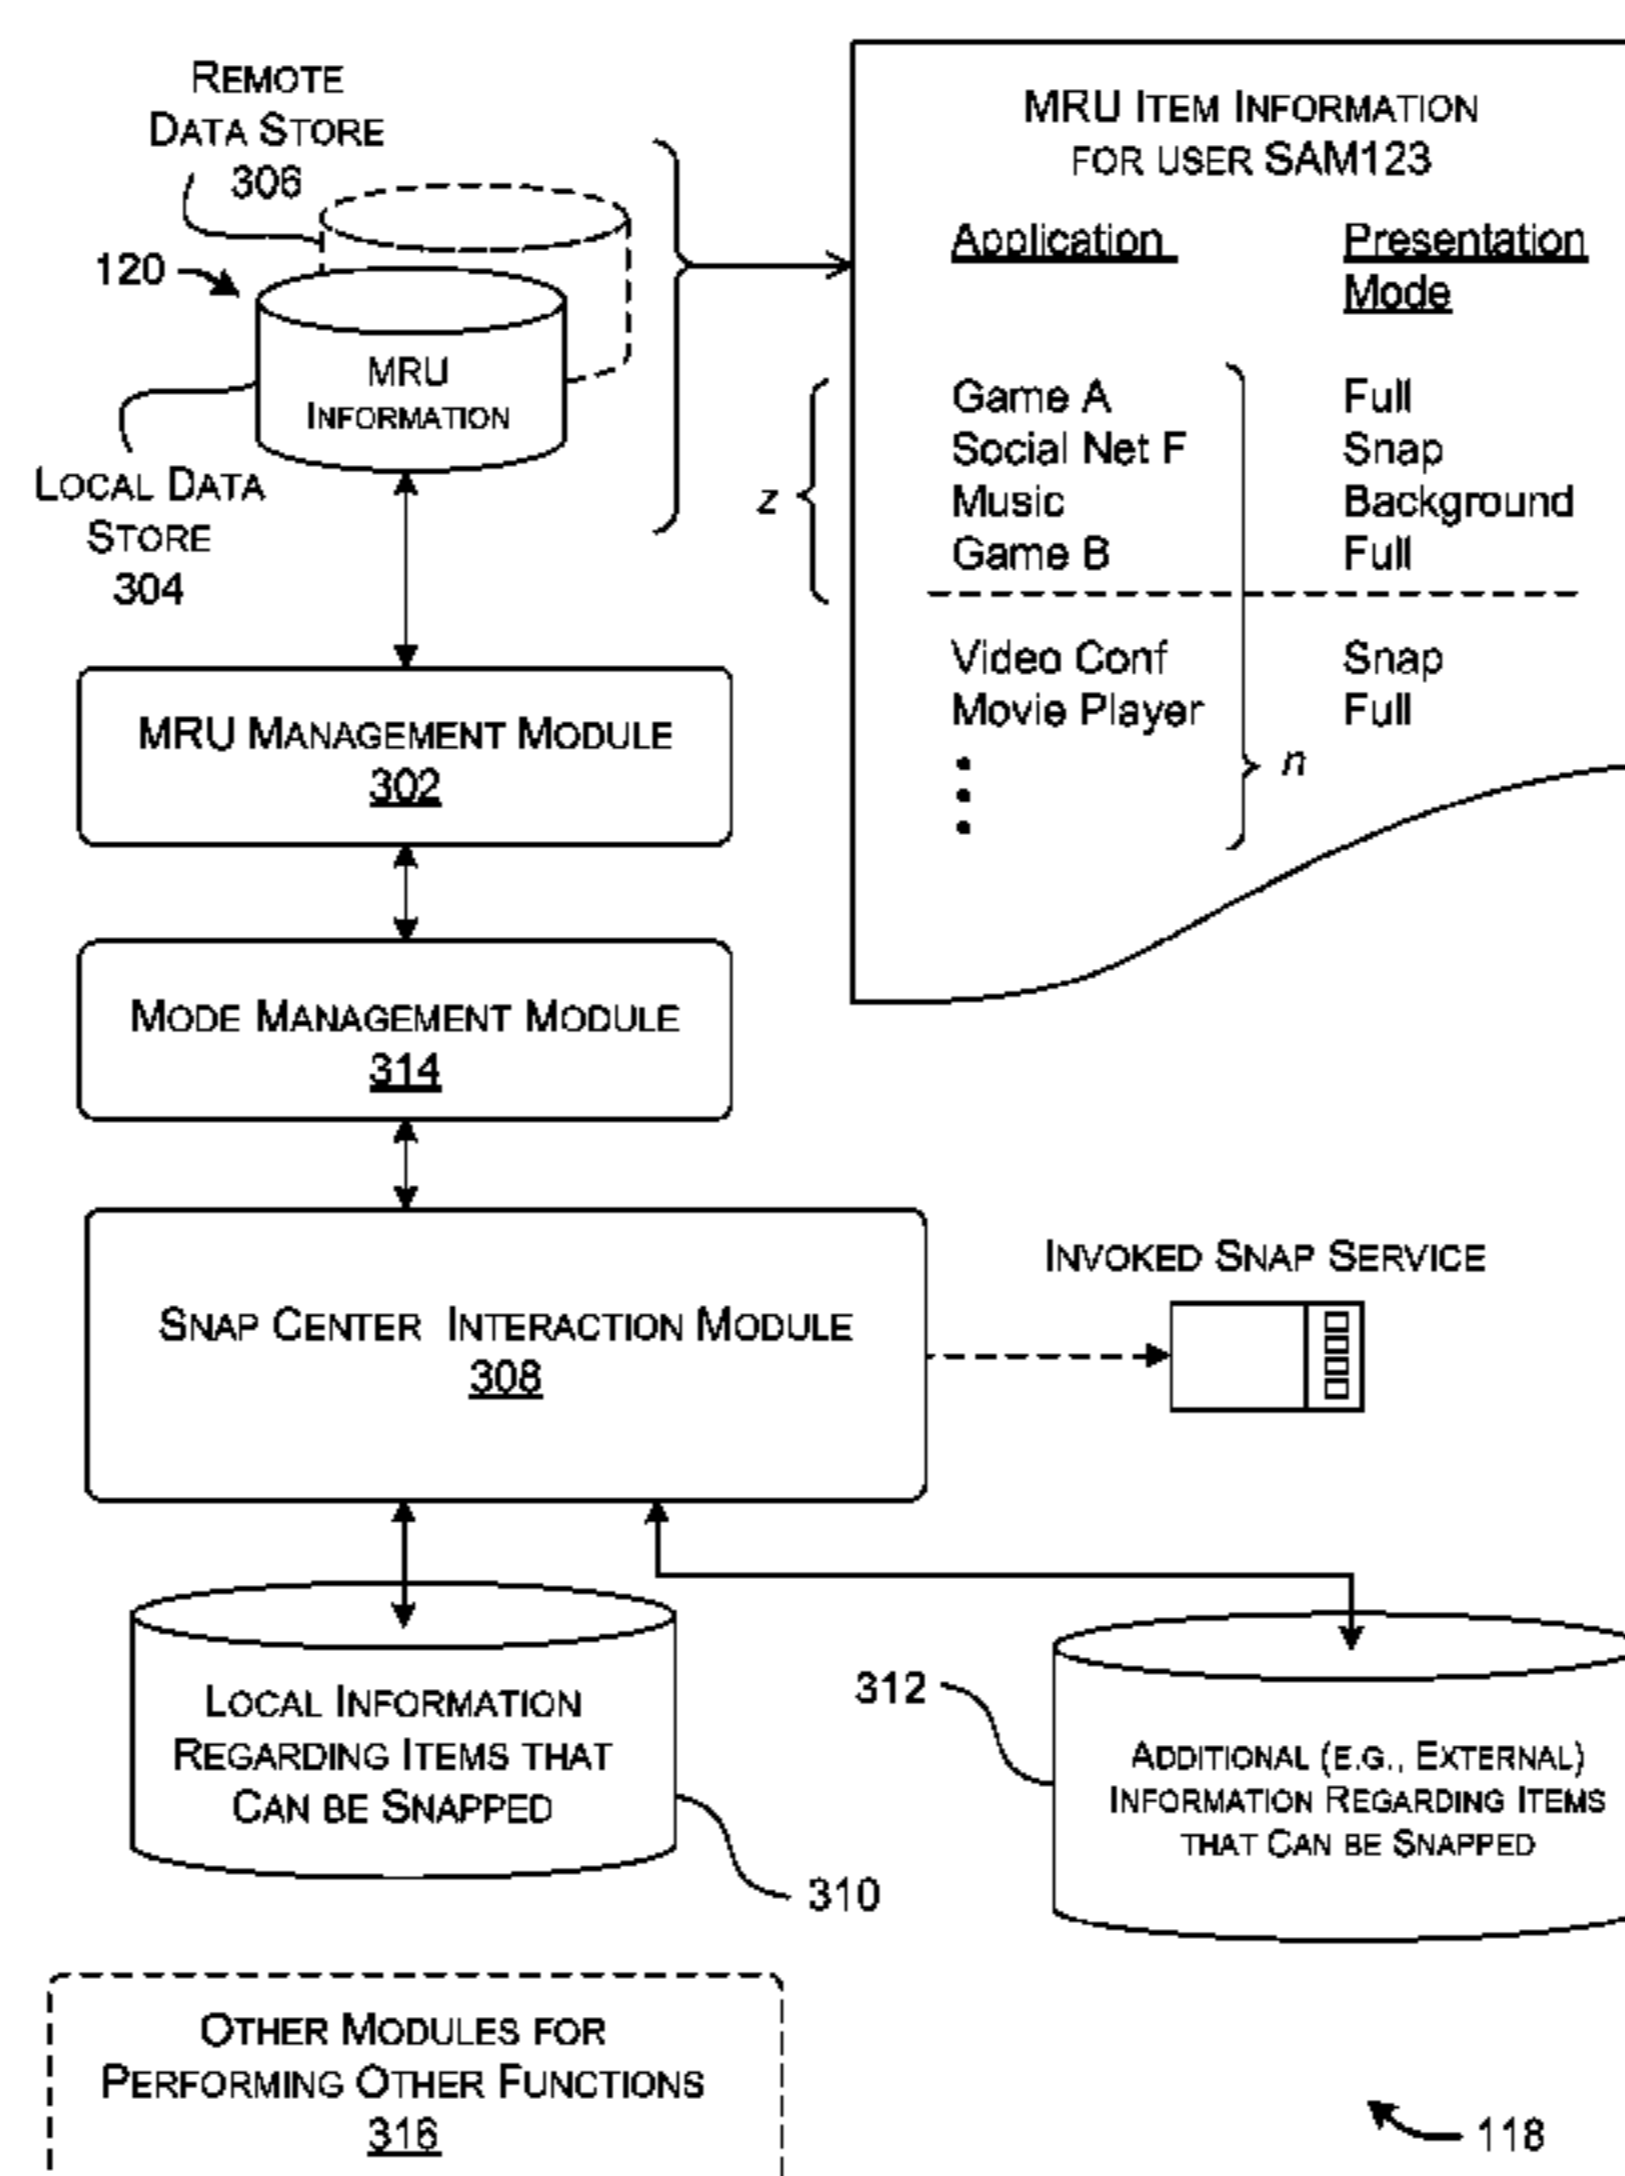 REMOTE
DATA STORE
306
120
MRU
INFORMATION
LOCAL DATA
STORE
304
MRU ITEM INFORMATION
FOR USER SAM123
Application Presentation
Mode
Game A Full
Social Net F Snap
z Music Background
Game B Full
Video Conf Snap
Movie Player Full
n
MRU MANAGEMENT MODULE
302
MODE MANAGEMENT MODULE
314
SNAP CENTER INTERACTION MODULE
308
INVOKED SNAP SERVICE
LOCAL INFORMATION
REGARDING ITEMS THAT
CAN BE SNAPPED
310
312
ADDITIONAL (E.G., EXTERNAL)
INFORMATION REGARDING ITEMS
THAT CAN BE SNAPPED
OTHER MODULES FOR
PERFORMING OTHER FUNCTIONS
316
118